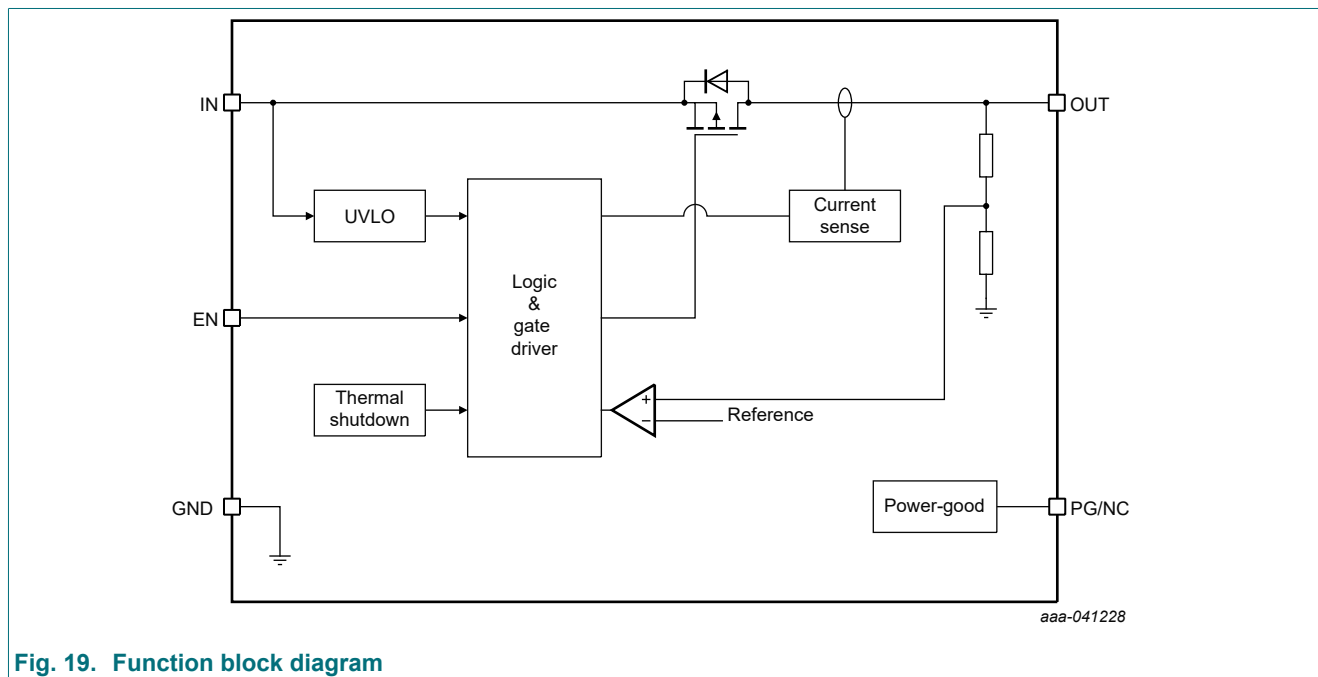 IN
OUT
UVLO
Current
sense
Logic
&
gate
driver
EN
Thermal
shutdown
+
−
Reference
GND
Power-good
PG/NC
aaa-041228
Fig. 19. Function block diagram